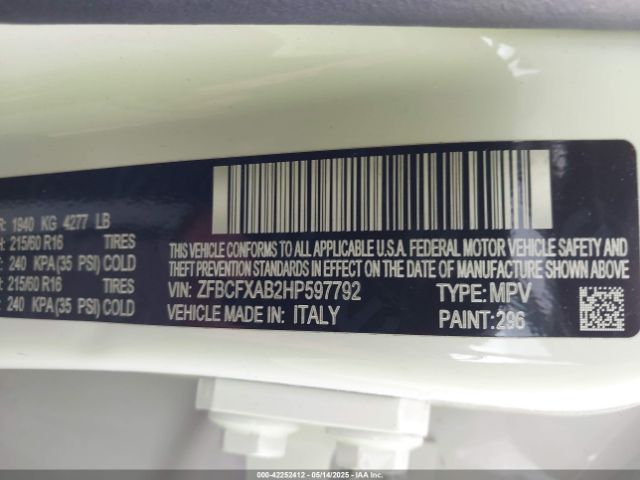 R: 1940 KG 4277 LB
H: 215/60 R16 TIRES
: 240 KPA(35 PSI) COLD
: 215/60 R16 TIRES
: 240 KPA(35 PSI) COLD
THIS VEHICLE CONFORMS TO ALL APPLICABLE U.S.A. FEDERAL MOTOR VEHICLE SAFETY AND
THEFT PREVENTION STANDARDS IN EFFECT ON THE DATE OF MANUFACTURE SHOWN ABOVE
VIN: ZFBCFXAB2HP597792 TYPE: MPV
VEHICLE MADE IN: ITALY PAINT: 296
000-42252412 - 05/14/2025 - IAA Inc.